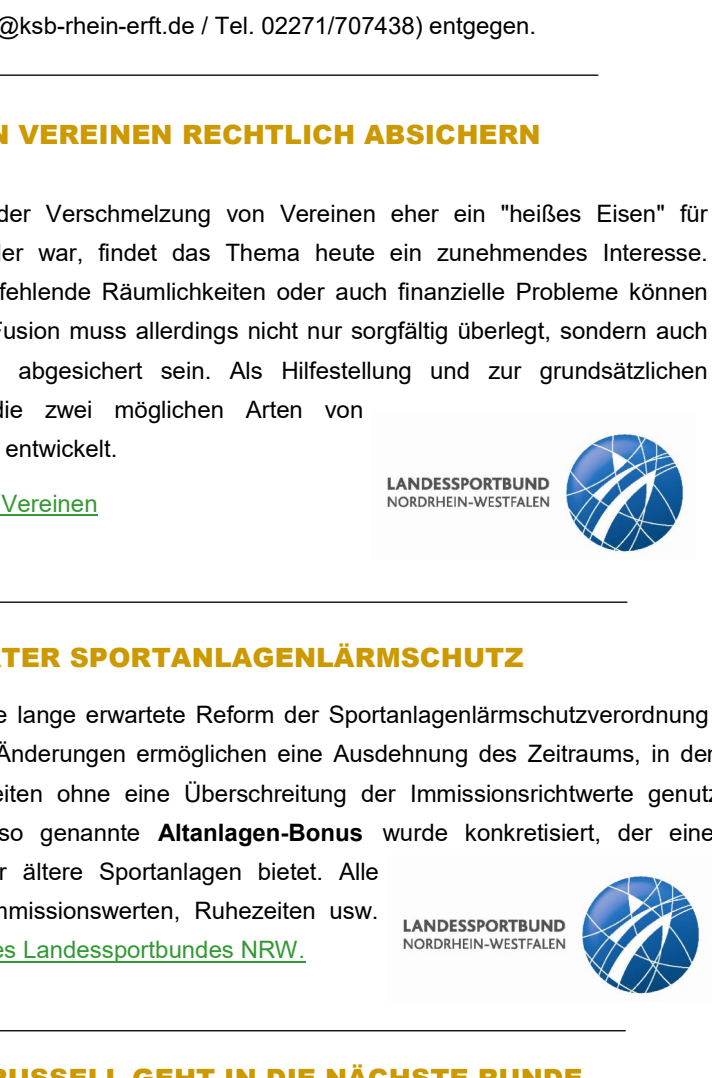 @ksb-rhein-erft.de / Tel. 02271/707438) entgegen.
VEREINEN RECHTLICH ABSICHERN
der Verschmelzung von Vereinen eher ein "heißes Eisen" für
war, findet das Thema heute ein zunehmendes Interesse.
fehlende Räumlichkeiten oder auch finanzielle Probleme können
Fusion muss allerdings nicht nur sorgfältig überlegt, sondern auch
abgesichert sein. Als Hilfestellung und zur grundsätzlichen
die zwei möglichen Arten von
entwickelt.
Vereinen
LANDESSPORTBUND
NORDRHEIN-WESTFALEN
TER SPORTANLAGENLÄRMSCHUTZ
e lange erwartete Reform der Sportanlagenlärmschutzverordnung
Änderungen ermöglichen eine Ausdehnung des Zeitraums, in der
eiten ohne eine Überschreitung der Immissionsrichtwerte genutz
so genannte Altanlagen-Bonus wurde konkretisiert, der eine
r ältere Sportanlagen bietet. Alle
mmissionswerten, Ruhezeiten usw.
es Landessportbundes NRW.
LANDESSPORTBUND
NORDRHEIN-WESTFALEN
RUSSELL GEHT IN DIE NÄCHSTE RUNDE